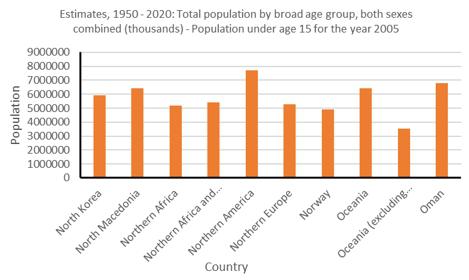 Estimates, 1950 - 2020: Total population by broad age group, both sexes
combined (thousands) - Population under age 15 for the year 2005
9000000
8000000
7000000
6000000
5000000
4000000
3000000
2000000
1000000
0
Population
North Korea
North Macedonia
Northern Africa
Northern Africa and...
Northern America
Northern Europe
Norway
Oceania
Oceania (excluding...
Oman
Country